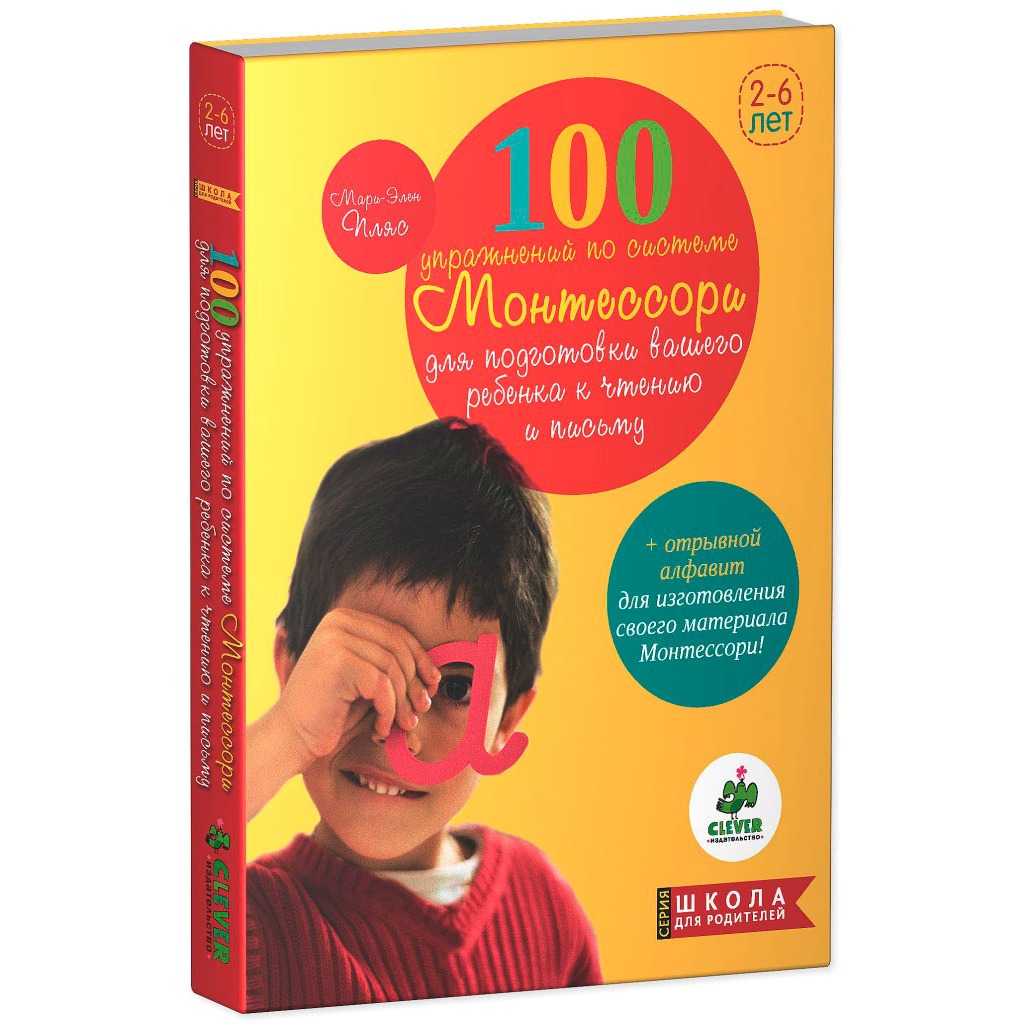 2-6
лет
Мари-Элен
Пляс
100
упражнений по системе
Монтессори
для подготовки вашего
ребенка к чтению
и письму
+ отрывной
алфавит
для изготовления
своего материала
Монтессори!
CLEVER
•ИЗДАТЕЛЬСТВО•
СЕРИЯ
ШКОЛА
ДЛЯ РОДИТЕЛЕЙ
2-6
лет
СЕРИЯ
ШКОЛА
ДЛЯ РОДИТЕЛЕЙ
100 упражнений по системе Монтессори
для подготовки вашего ребенка к чтению и письму
CLEVER
•ИЗДАТЕЛЬСТВО•